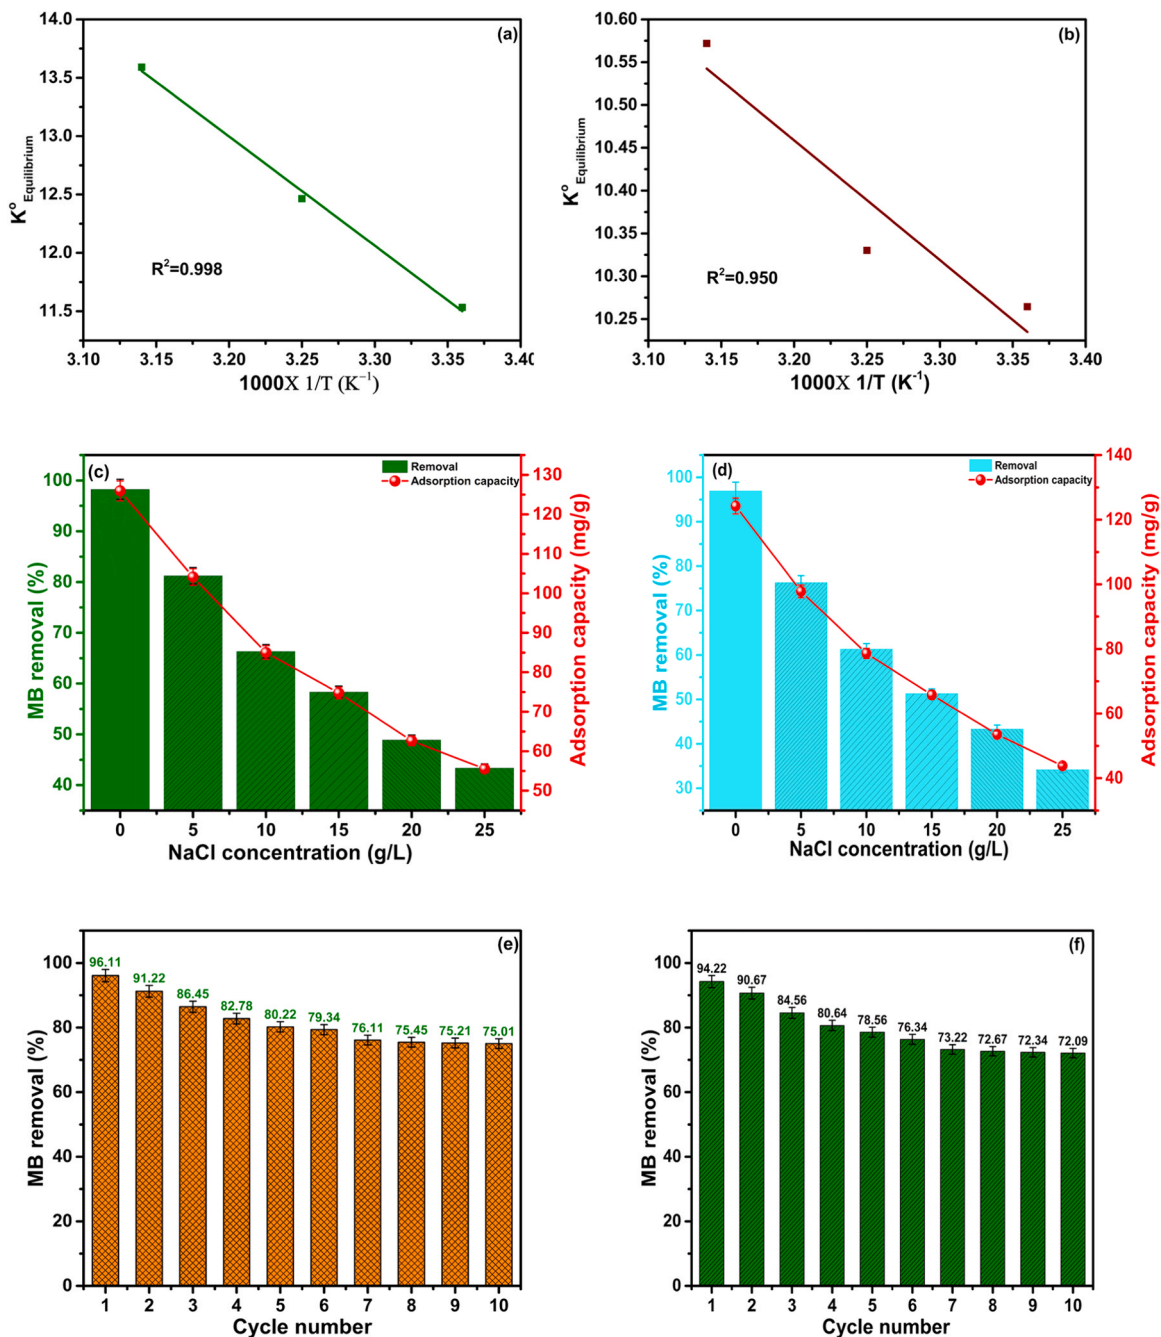 (a)
14.0
13.5
13.0
12.5
12.0
11.5
K°Equilibrium
R²=0.998
3.10 3.15 3.20 3.25 3.30 3.35 3.40
1000X 1/T (K⁻¹)
(b)
10.60
10.55
10.50
10.45
10.40
10.35
10.30
10.25
K°Equilibrium
R²=0.950
3.10 3.15 3.20 3.25 3.30 3.35 3.40
1000X 1/T (K⁻¹)
(c)
Removal
Adsorption capacity
100
90
80
70
60
50
40
MB removal (%)
130
120
110
100
90
80
70
60
50
Adsorption capacity (mg/g)
0 5 10 15 20 25
NaCl concentration (g/L)
(d)
Removal
Adsorption capacity
100
90
80
70
60
50
40
30
MB removal (%)
140
120
100
80
60
40
Adsorption capacity (mg/g)
0 5 10 15 20 25
NaCl concentration (g/L)
(e)
100
80
60
40
20
0
MB removal (%)
96.11 91.22 86.45 82.78 80.22 79.34 76.11 75.45 75.21 75.01
1 2 3 4 5 6 7 8 9 10
Cycle number
(f)
100
80
60
40
20
0
MB removal (%)
94.22 90.67 84.56 80.64 78.56 76.34 73.22 72.67 72.34 72.09
1 2 3 4 5 6 7 8 9 10
Cycle number